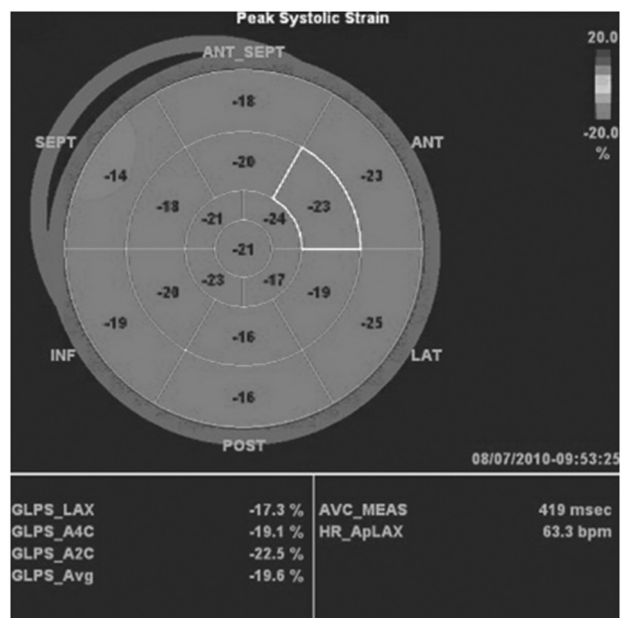 Peak Systolic Strain
20.0
ANT_SEPT
-18
SEPT
ANT
-20.0
%
-20
-14
-23
-18
-23
-21
-24
-21
-23
-17
-20
-19
-19
-25
-16
INF
LAT
-16
POST
08/07/2010-09:53:25
GLPS_LAX -17.3 % AVC_MEAS 419 msec
GLPS_A4C -19.1 % HR_ApLAX 63.3 bpm
GLPS_A2C -22.5 %
GLPS_Avg -19.6 %